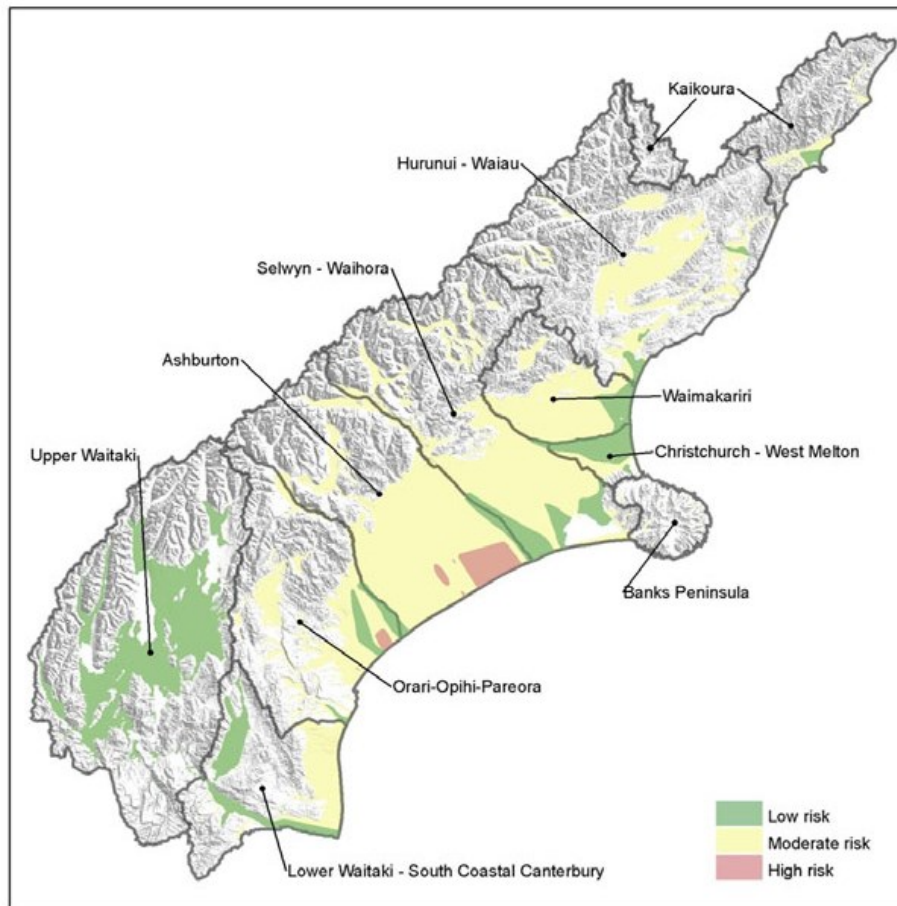 Kaikoura
Hurunui - Waiau
Selwyn - Waihora
Ashburton
Waimakariri
Upper Waitaki
Christchurch - West Melton
Banks Peninsula
Orari-Opihi-Pareora
Low risk
Moderate risk
High risk
Lower Waitaki - South Coastal Canterbury